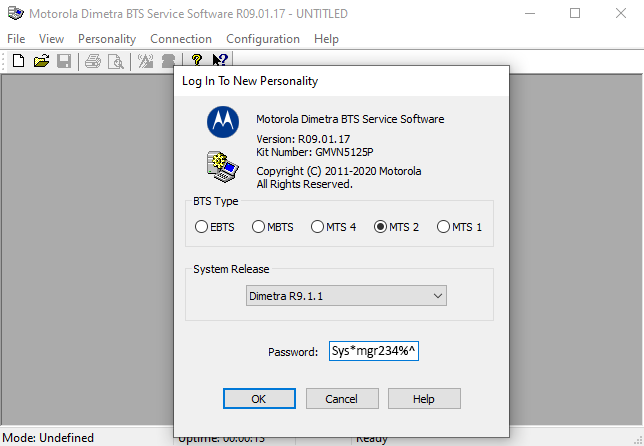 Motorola Dimetra BTS Service Software R09.01.17 - UNTITLED
File View Personality Connection Configuration Help
Log In To New Personality
Motorola Dimetra BTS Service Software
Version: R09.01.17
Kit Number: GMVN5125P
Copyright (C) 2011-2020 Motorola
All Rights Reserved.
BTS Type
EBTS MBTS MTS 4 MTS 2 MTS 1
System Release
Dimetra R9.1.1
Password: Sys*mgr234%^
OK Cancel Help
Mode: Undefined Uptime: 00:00:13 Ready